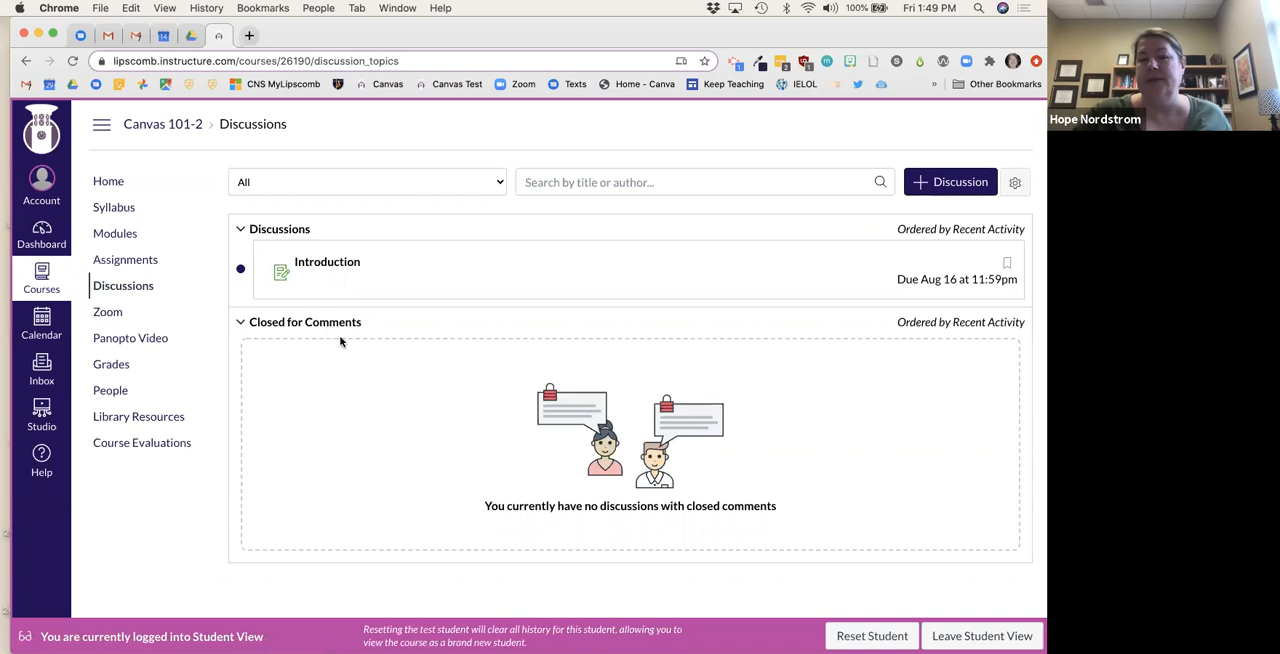 Chrome File Edit View History Bookmarks People Tab Window Help
100% Fri 1:49 PM
lipscomb.instructure.com/courses/26190/discussion_topics
CNS MyLipscomb Canvas Canvas Test Zoom Texts Home - Canva Keep Teaching IELOL » Other Bookmarks
Hope Nordstrom
Canvas 101-2 › Discussions
Account
Dashboard
Courses
Calendar
Inbox
Studio
Help
Home
Syllabus
Modules
Assignments
Discussions
Zoom
Panopto Video
Grades
People
Library Resources
Course Evaluations
All
Search by title or author...
+ Discussion
Discussions Ordered by Recent Activity
Introduction
Due Aug 16 at 11:59pm
Closed for Comments Ordered by Recent Activity
You currently have no discussions with closed comments
You are currently logged into Student View
Resetting the test student will clear all history for this student, allowing you to
view the course as a brand new student.
Reset Student
Leave Student View